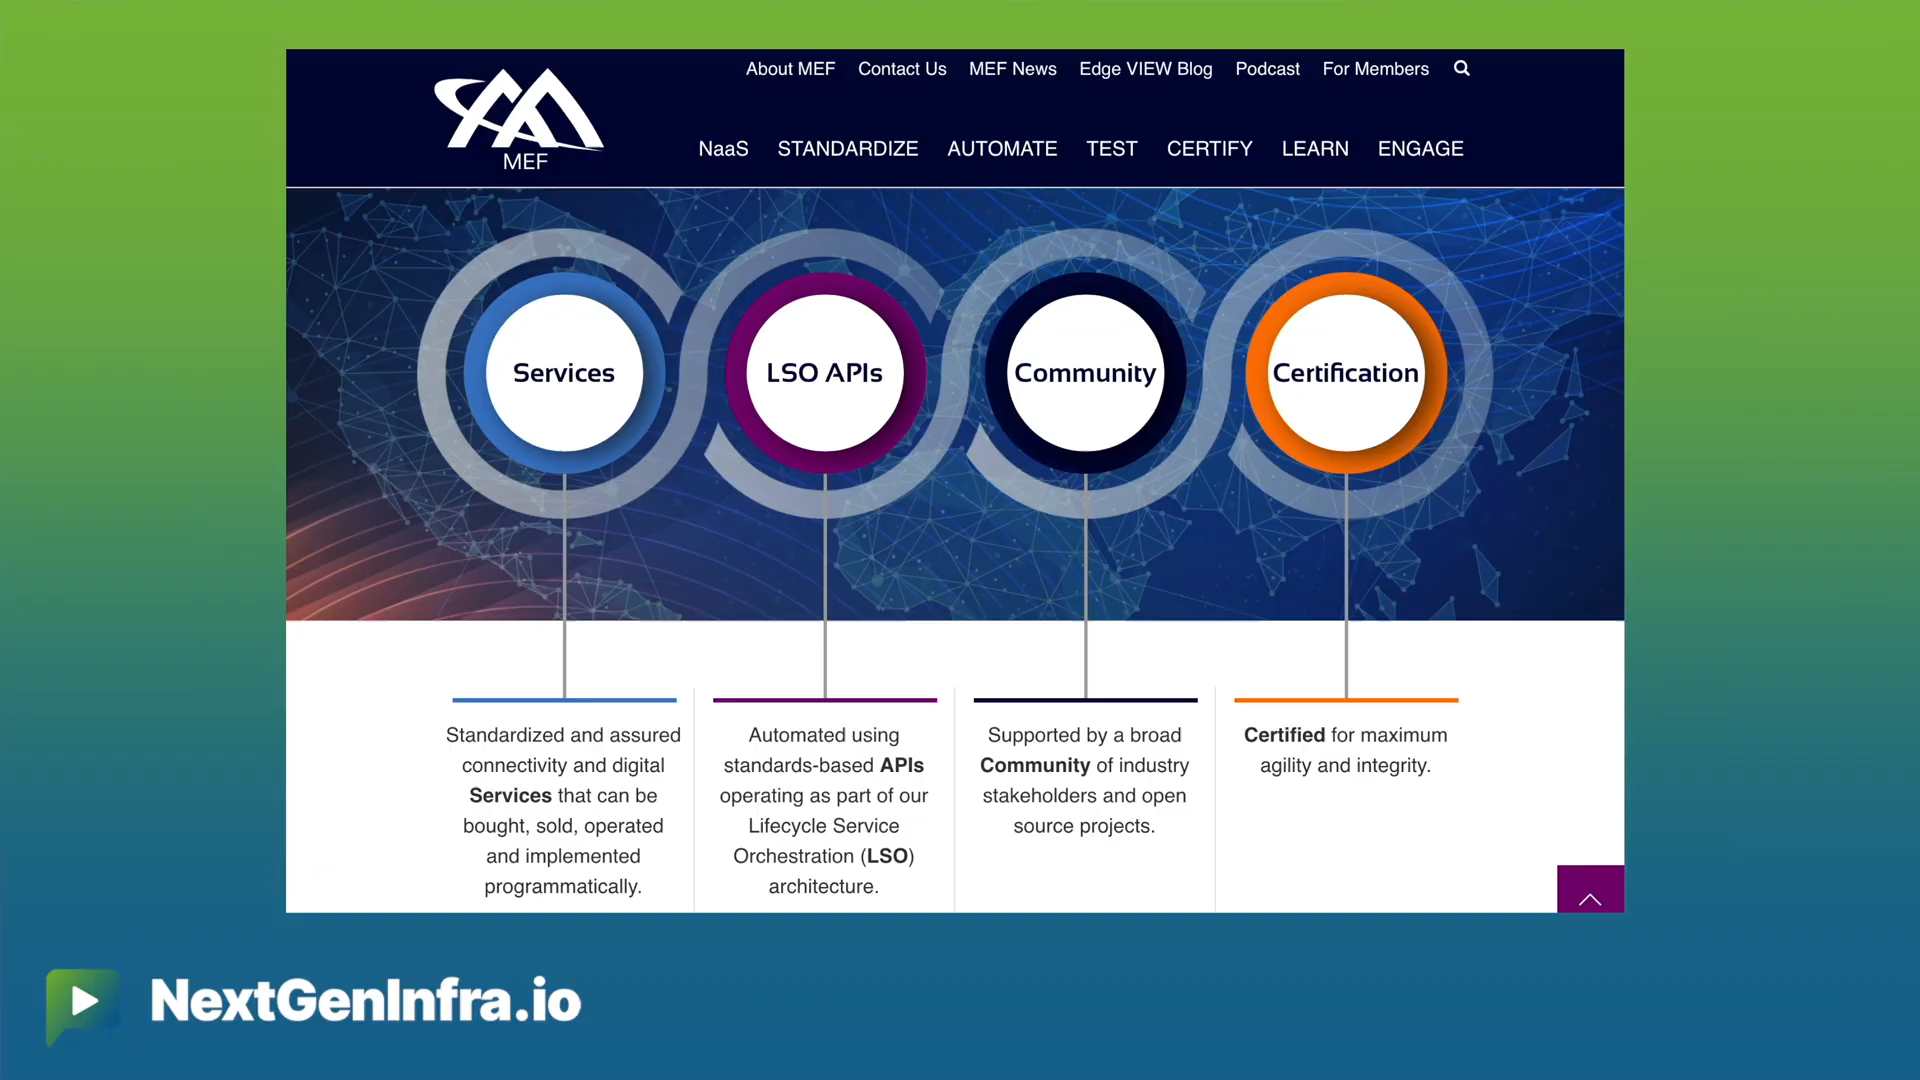 About MEF Contact Us MEF News Edge VIEW Blog Podcast For Members
MEF
NaaS STANDARDIZE AUTOMATE TEST CERTIFY LEARN ENGAGE
Services
LSO APIs
Community
Certification
Standardized and assured
connectivity and digital
Services that can be
bought, sold, operated
and implemented
programmatically.
Automated using
standards-based APIs
operating as part of our
Lifecycle Service
Orchestration (LSO)
architecture.
Supported by a broad
Community of industry
stakeholders and open
source projects.
Certified for maximum
agility and integrity.
NextGenInfra.io